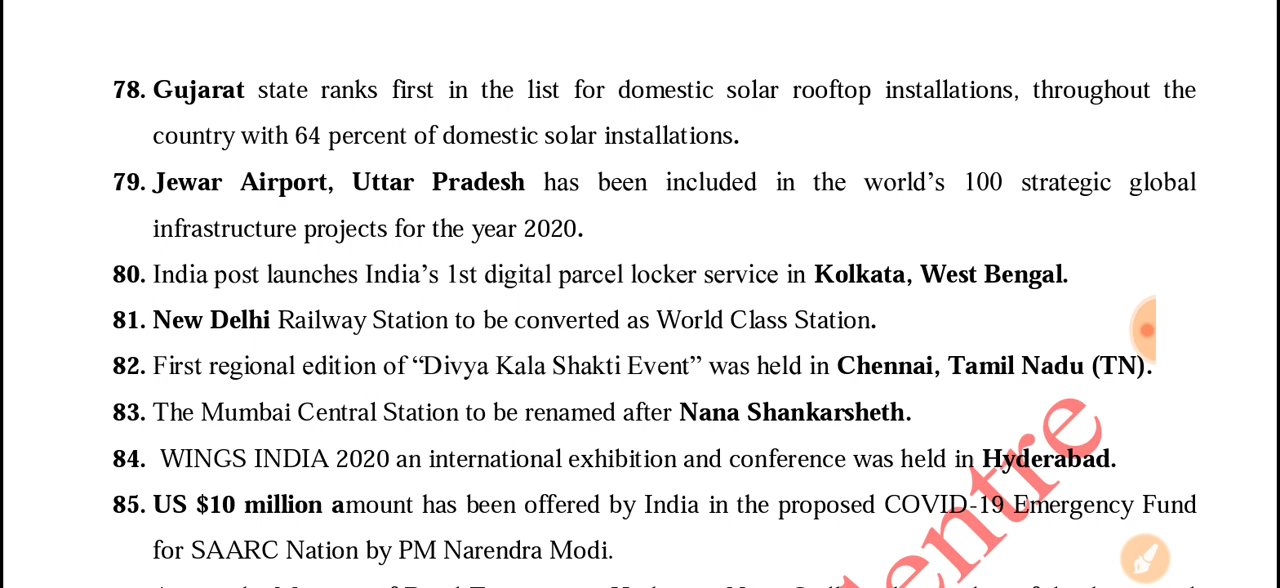 78. Gujarat state ranks first in the list for domestic solar rooftop installations, throughout the
country with 64 percent of domestic solar installations.
79. Jewar Airport, Uttar Pradesh has been included in the world’s 100 strategic global
infrastructure projects for the year 2020.
80. India post launches India’s 1st digital parcel locker service in Kolkata, West Bengal.
81. New Delhi Railway Station to be converted as World Class Station.
82. First regional edition of “Divya Kala Shakti Event” was held in Chennai, Tamil Nadu (TN).
83. The Mumbai Central Station to be renamed after Nana Shankarsheth.
84. WINGS INDIA 2020 an international exhibition and conference was held in Hyderabad.
85. US $10 million amount has been offered by India in the proposed COVID-19 Emergency Fund
for SAARC Nation by PM Narendra Modi.
entre